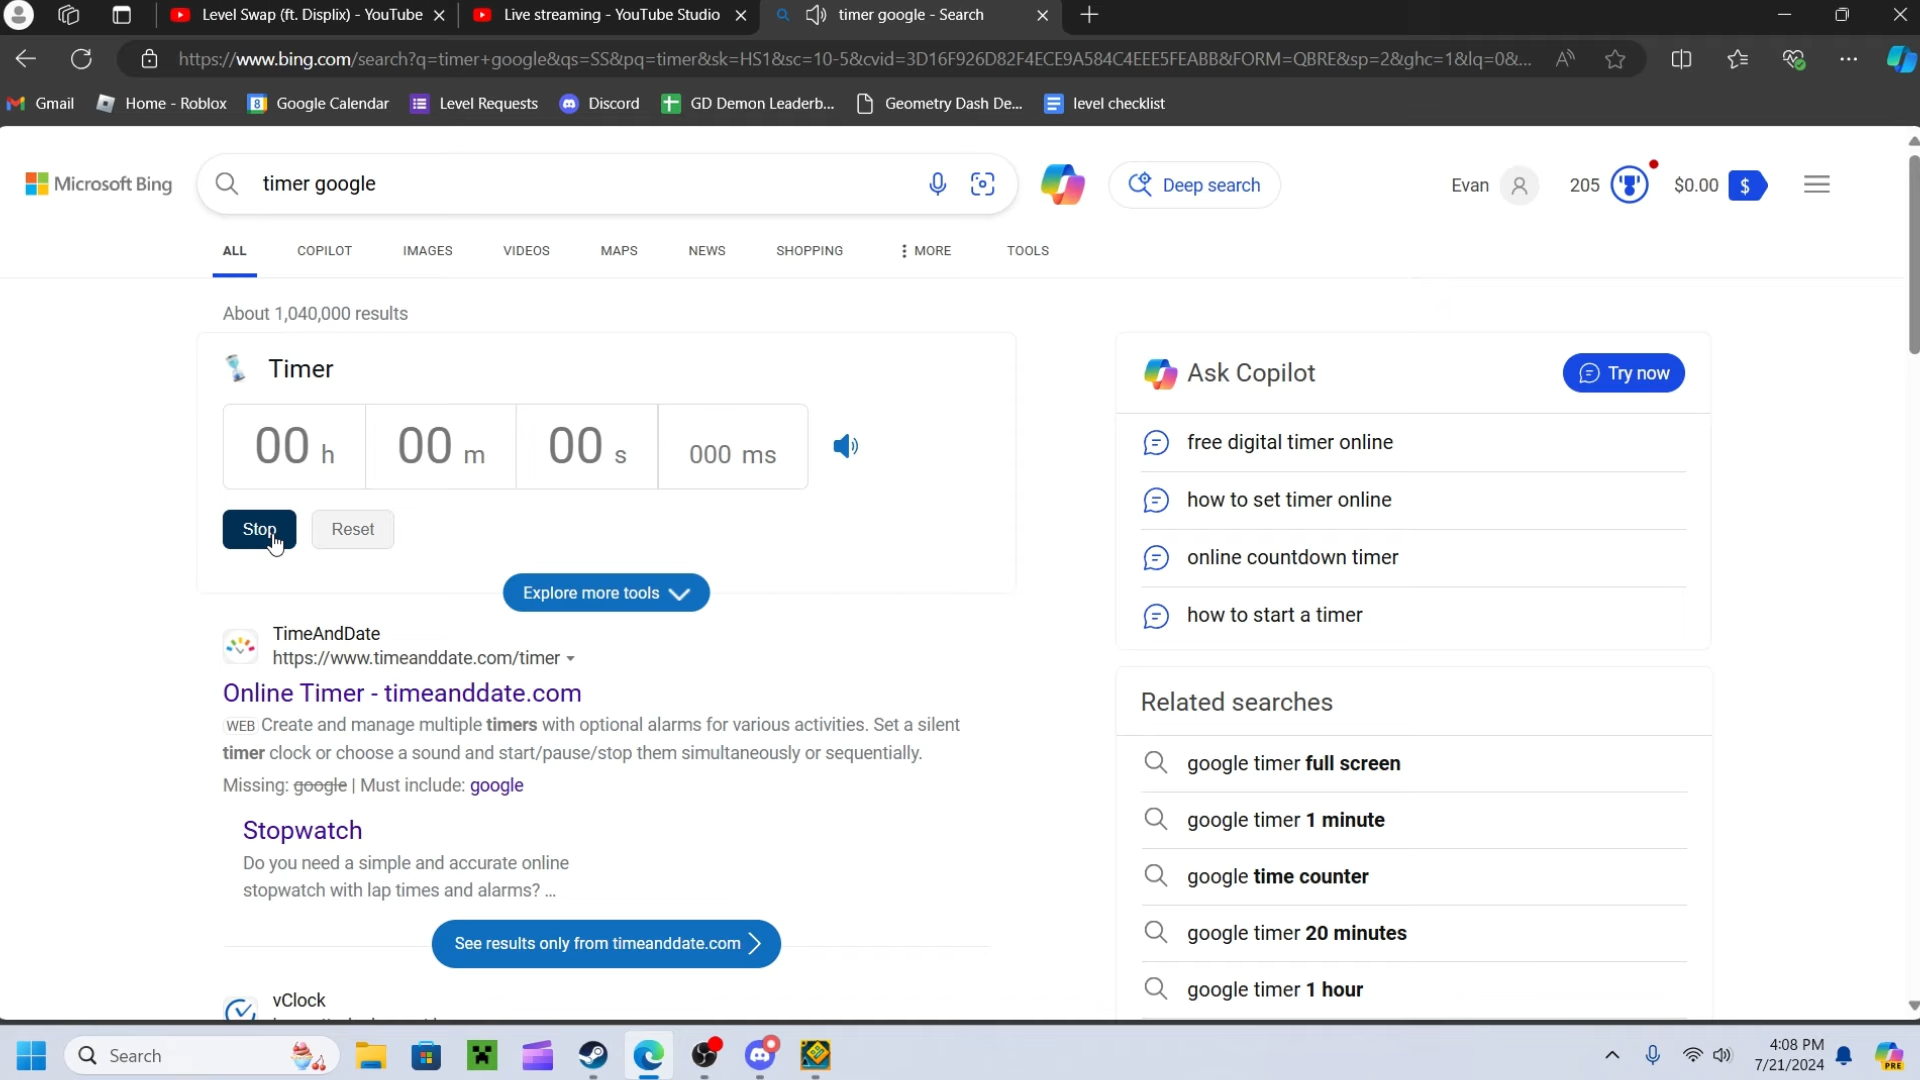 Level Swap (ft. Displix) - YouTube
Live streaming - YouTube Studio
timer google - Search
https://www.bing.com/search?q=timer+google&qs=SS&pq=timer&sk=HS1&sc=10-5&cvid=3D16F926D82F4ECE9A584C4EEE5FEABB&FORM=QBRE&sp=2&ghc=1&lq=0&...
Gmail
Home - Roblox
8 Google Calendar
Level Requests
Discord
GD Demon Leaderb...
Geometry Dash De...
level checklist
Microsoft Bing
timer google
Deep search
Evan
205
$0.00 $
ALL
COPILOT
IMAGES
VIDEOS
MAPS
NEWS
SHOPPING
MORE
TOOLS
About 1,040,000 results
Timer
00 h 00 m 00 s 000 ms
Stop
Reset
Explore more tools
TimeAndDate
https://www.timeanddate.com/timer
Online Timer - timeanddate.com
WEB Create and manage multiple timers with optional alarms for various activities. Set a silent
timer clock or choose a sound and start/pause/stop them simultaneously or sequentially.
Missing: google | Must include: google
Stopwatch
Do you need a simple and accurate online
stopwatch with lap times and alarms? ...
See results only from timeanddate.com
vClock
Ask Copilot
Try now
free digital timer online
how to set timer online
online countdown timer
how to start a timer
Related searches
google timer full screen
google timer 1 minute
google time counter
google timer 20 minutes
google timer 1 hour
Search
4:08 PM
7/21/2024
PRE